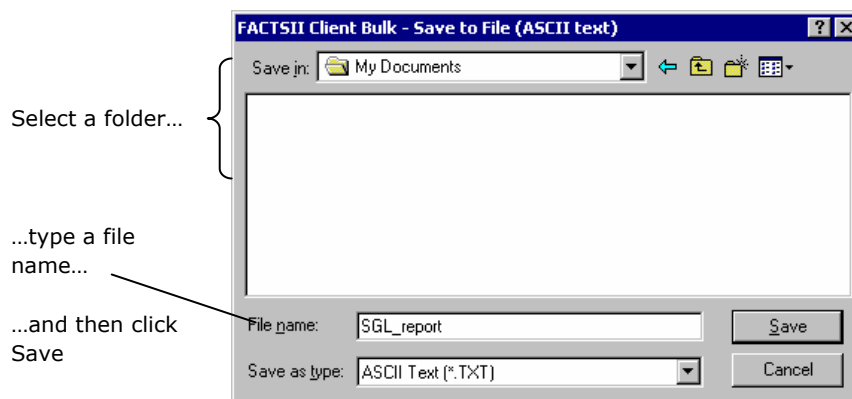 FACTSII Client Bulk - Save to File (ASCII text)
Save in: My Documents
Select a folder…
…type a file
name…
…and then click
Save
File name: SGL_report Save
Save as type: ASCII Text (*.TXT) Cancel